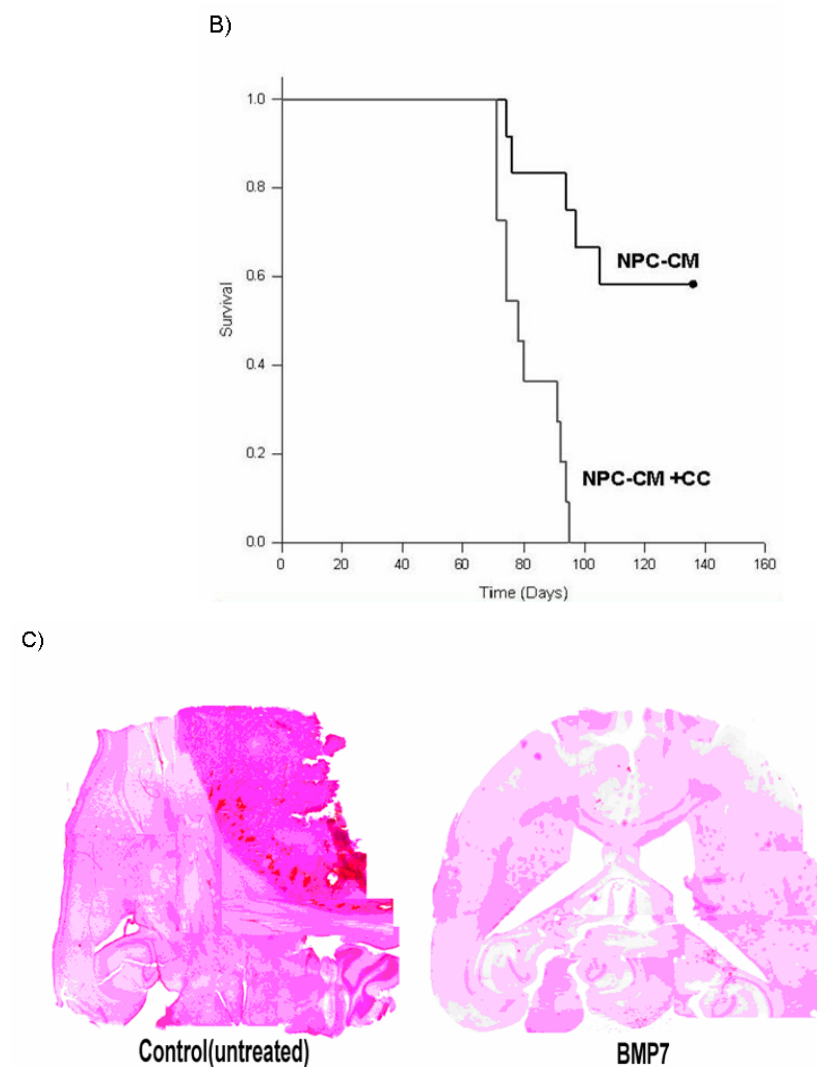 B)
1.0
0.8
NPC-CM
0.6
Survival
0.4
0.2
NPC-CM +CC
0.0
0 20 40 60 80 100 120 140 160
Time (Days)
C)
Control(untreated) BMP7